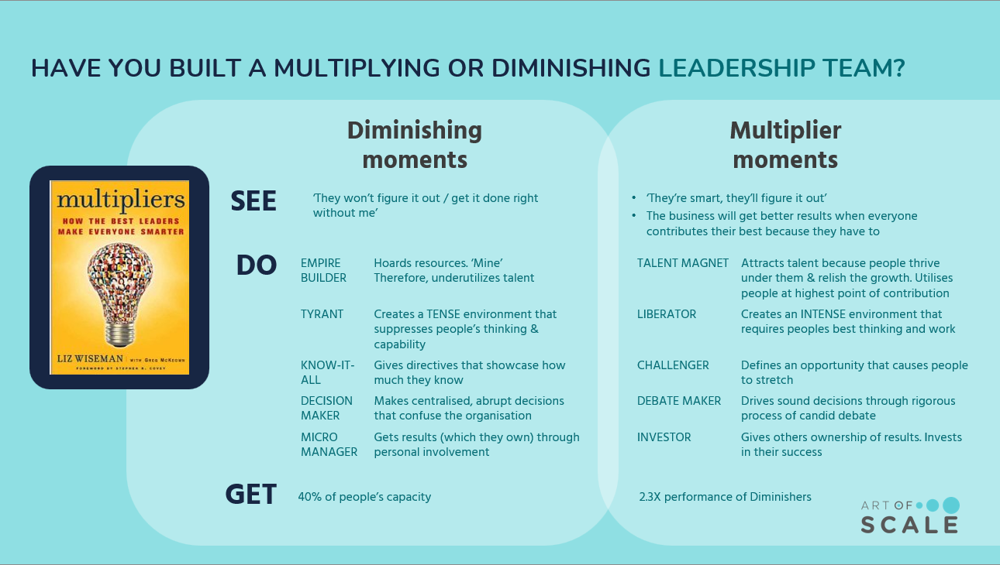 HAVE YOU BUILT A MULTIPLYING OR DIMINISHING LEADERSHIP TEAM?
multipliers
HOW THE BEST LEADERS
MAKE EVERYONE SMARTER
LIZ WISEMAN | WITH GREG MCKEOWN
FOREWORD BY STEPHEN R. COVEY
Diminishing
moments
SEE
‘They won’t figure it out / get it done right
without me’
DO
EMPIRE
BUILDER
Hoards resources. ‘Mine’
Therefore, underutilizes talent
TYRANT
Creates a TENSE environment that
suppresses people’s thinking &
capability
KNOW-IT-
ALL
Gives directives that showcase how
much they know
DECISION
MAKER
Makes centralised, abrupt decisions
that confuse the organisation
MICRO
MANAGER
Gets results (which they own) through
personal involvement
GET
40% of people’s capacity
Multiplier
moments
• ‘They’re smart, they’ll figure it out’
• The business will get better results when everyone
contributes their best because they have to
TALENT MAGNET
Attracts talent because people thrive
under them & relish the growth. Utilises
people at highest point of contribution
LIBERATOR
Creates an INTENSE environment that
requires peoples best thinking and work
CHALLENGER
Defines an opportunity that causes people
to stretch
DEBATE MAKER
Drives sound decisions through rigorous
process of candid debate
INVESTOR
Gives others ownership of results. Invests
in their success
2.3X performance of Diminishers
ART OF
SCALE